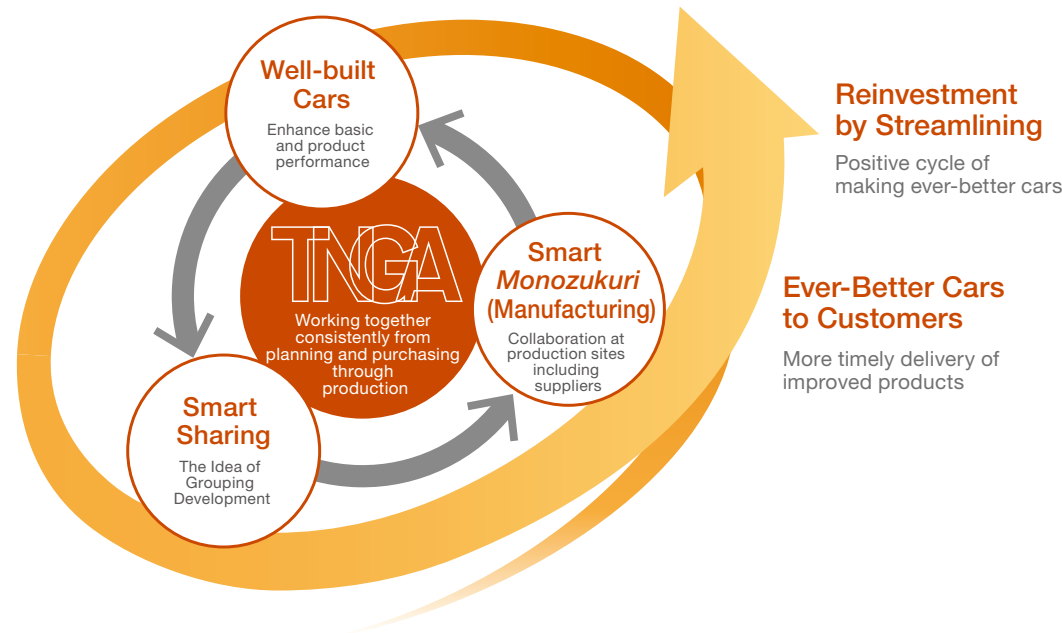 Well-built
Cars
Enhance basic
and product
performance
TNGA
Working together
consistently from
planning and purchasing
through
production
Smart
Monozukuri
(Manufacturing)
Collaboration at
production sites
including
suppliers
Smart
Sharing
The Idea of
Grouping
Development
Reinvestment
by Streamlining
Positive cycle of
making ever-better cars
Ever-Better Cars
to Customers
More timely delivery of
improved products